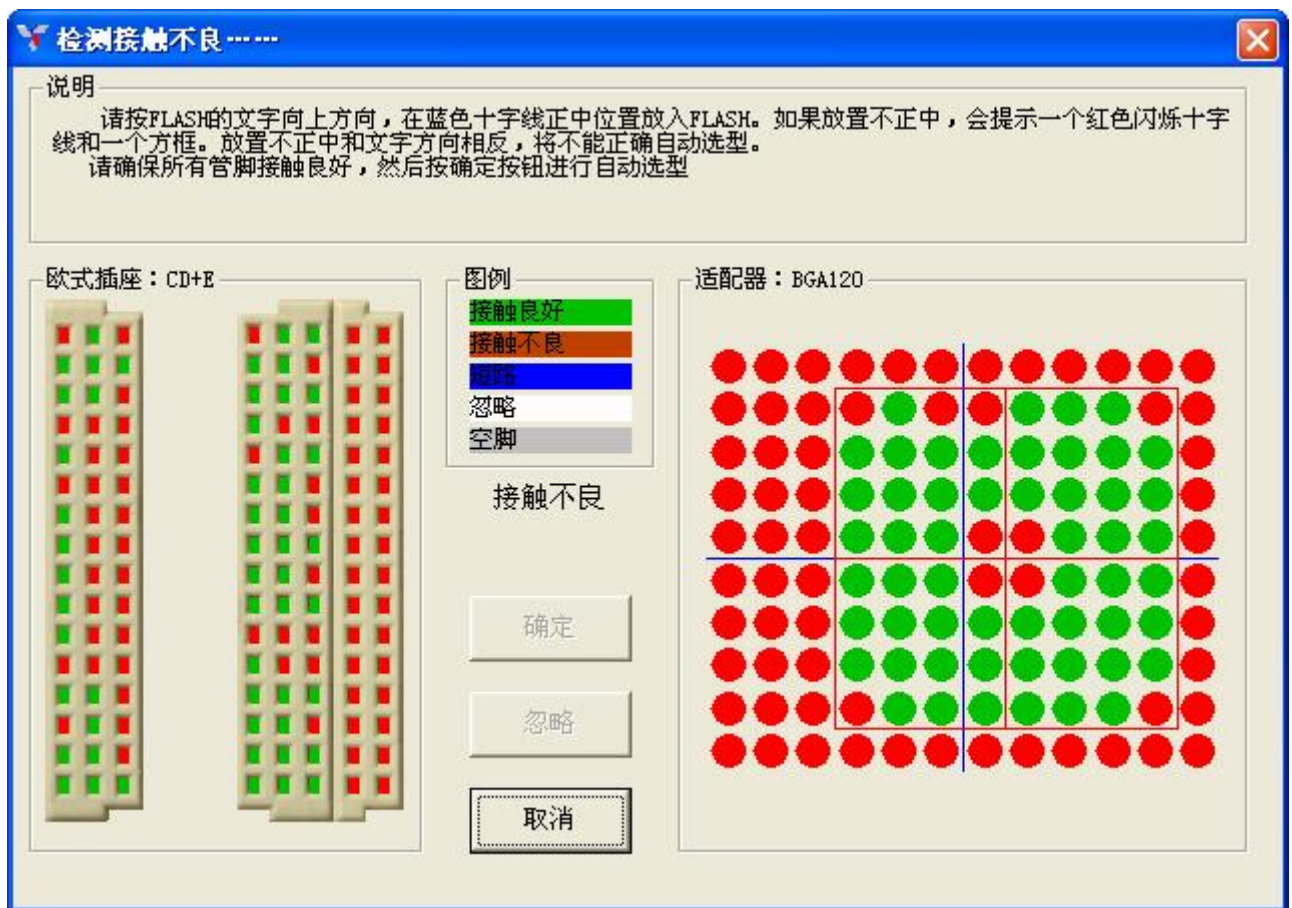 检测接触不良……
说明
请按FLASH的文字向上方向，在蓝色十字线正中位置放入FLASH。如果放置不正中，会提示一个红色闪烁十字
线和一个方框。放置不正中和文字方向相反，将不能正确自动选型。
请确保所有管脚接触良好，然后按确定按钮进行自动选型
欧式插座：CD+E
图例
接触良好
接触不良
短路
忽略
空脚
接触不良
确定
忽略
取消
适配器：BGA120